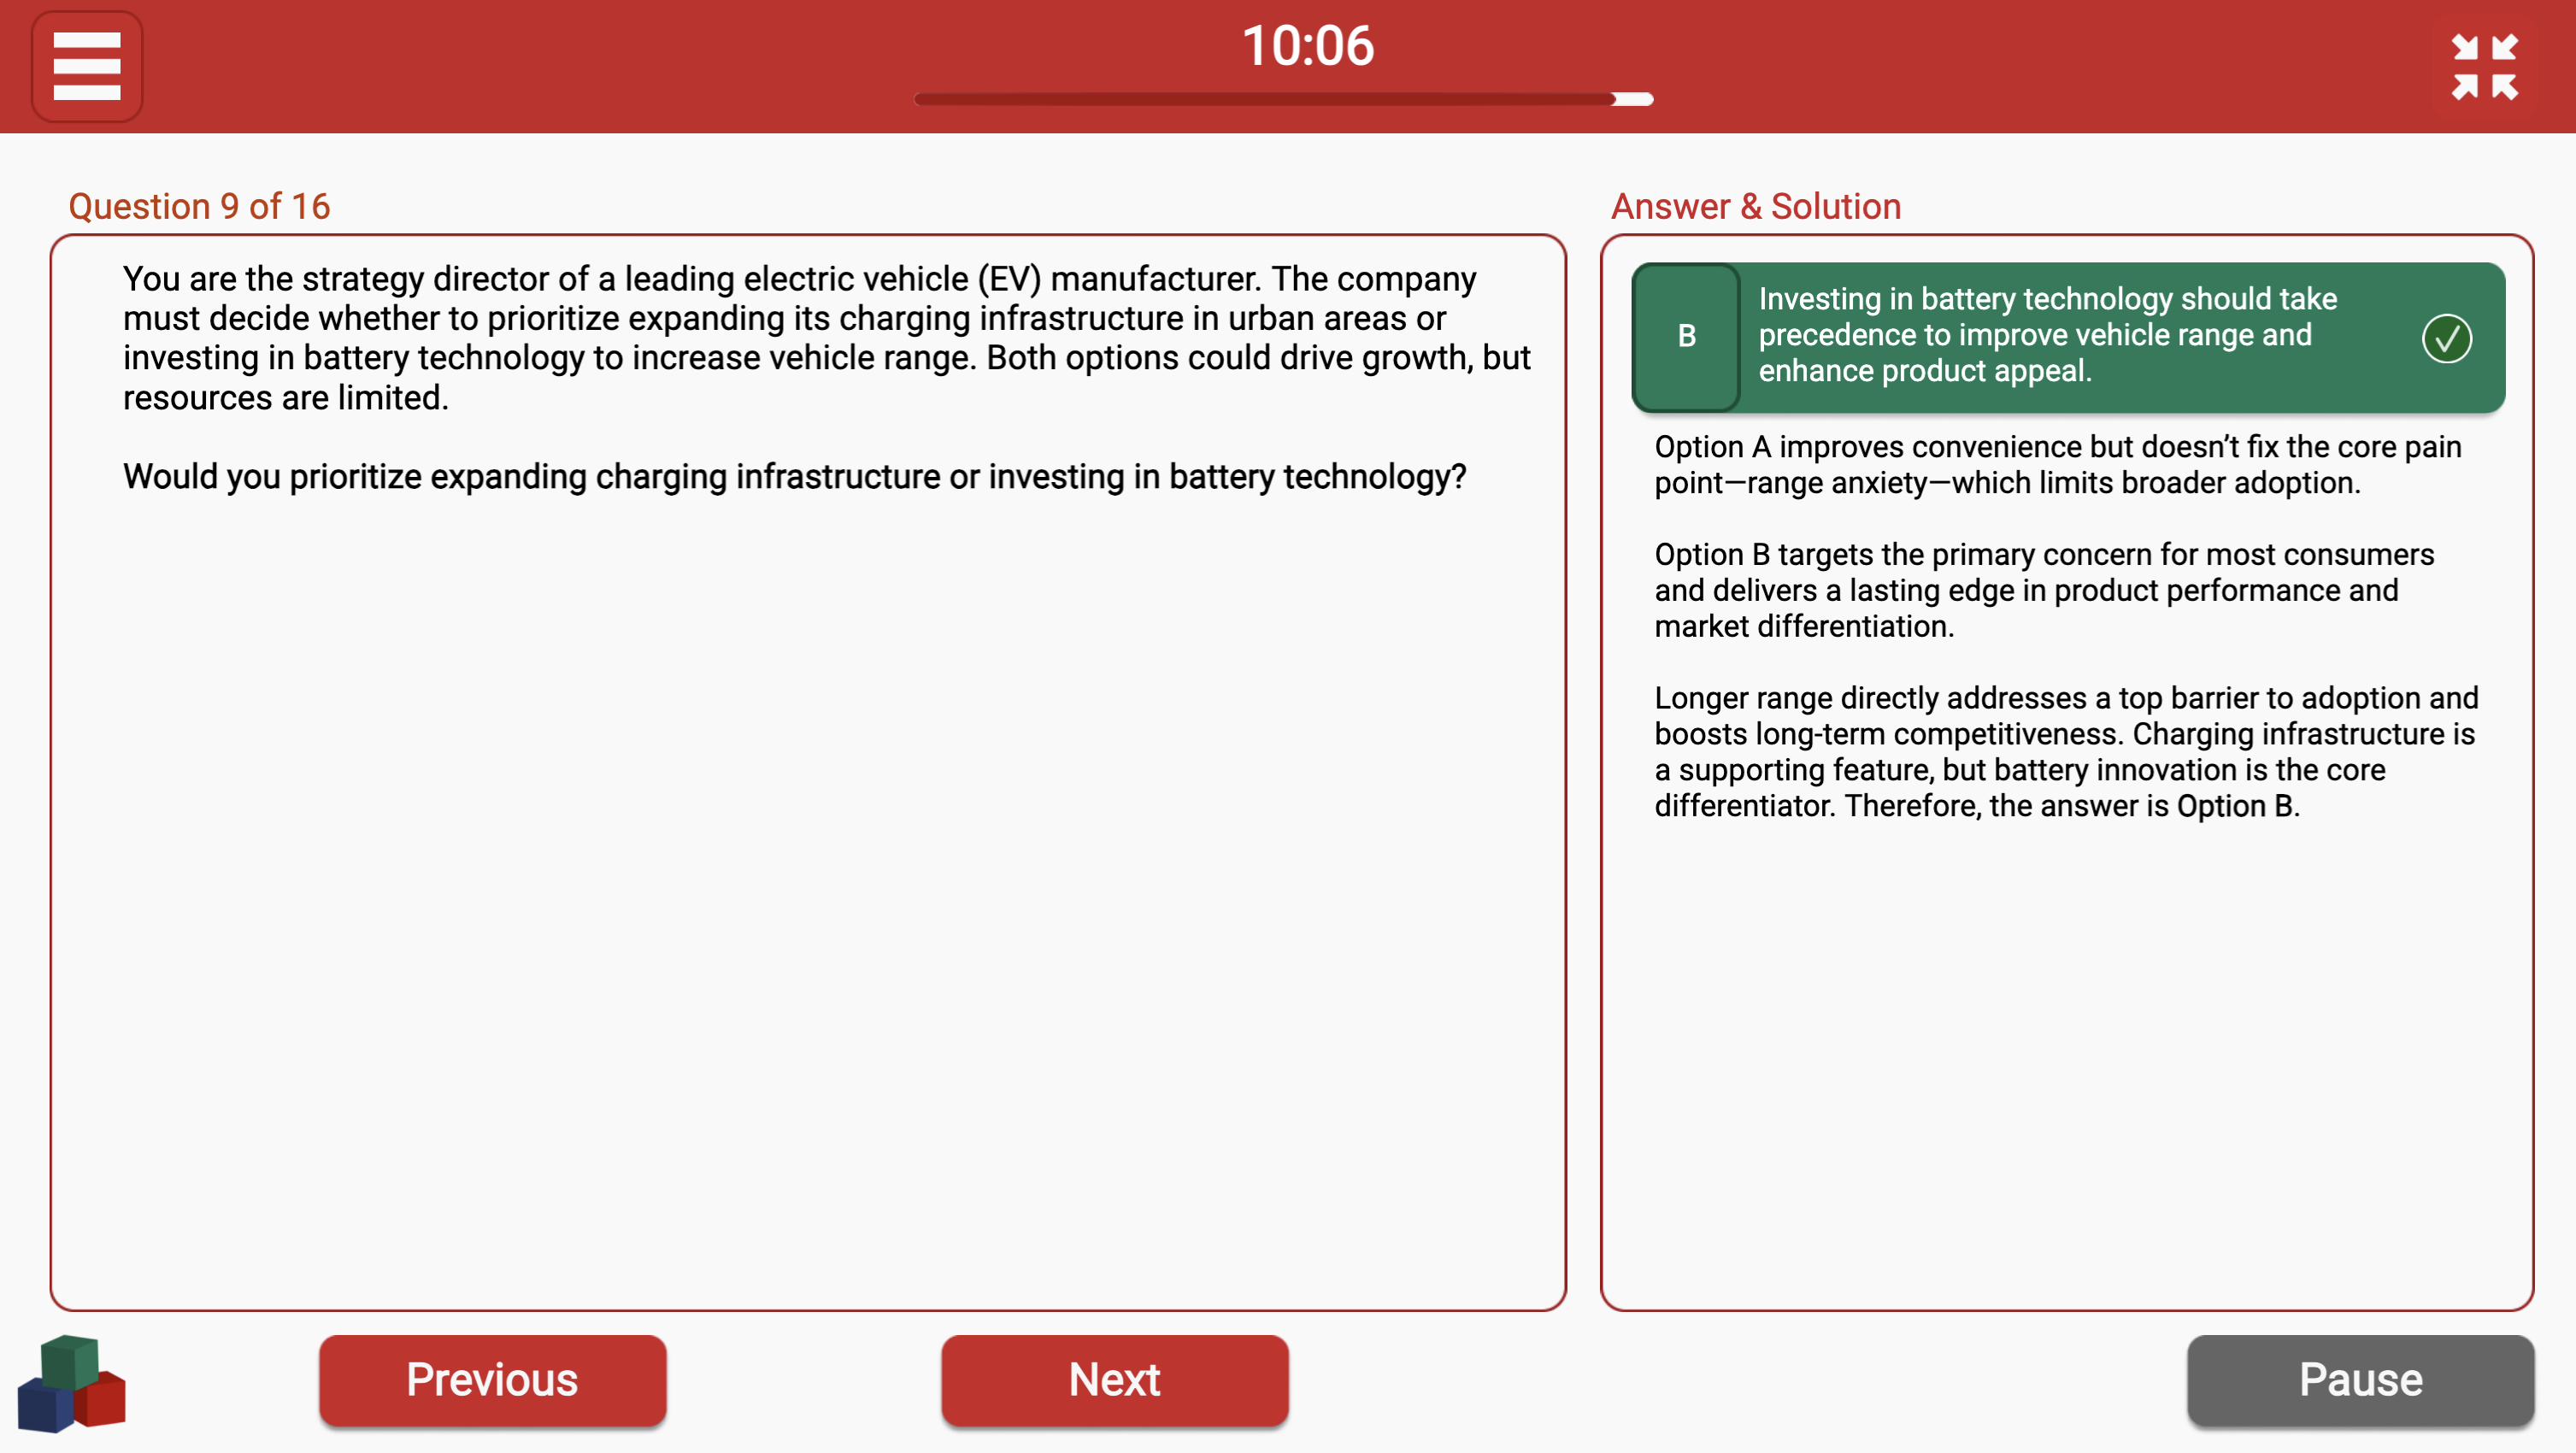 10:06
Question 9 of 16
You are the strategy director of a leading electric vehicle (EV) manufacturer. The company
must decide whether to prioritize expanding its charging infrastructure in urban areas or
investing in battery technology to increase vehicle range. Both options could drive growth, but
resources are limited.
Would you prioritize expanding charging infrastructure or investing in battery technology?
Answer & Solution
B
Investing in battery technology should take
precedence to improve vehicle range and
enhance product appeal.
Option A improves convenience but doesn’t fix the core pain
point—range anxiety—which limits broader adoption.
Option B targets the primary concern for most consumers
and delivers a lasting edge in product performance and
market differentiation.
Longer range directly addresses a top barrier to adoption and
boosts long-term competitiveness. Charging infrastructure is
a supporting feature, but battery innovation is the core
differentiator. Therefore, the answer is Option B.
Previous
Next
Pause